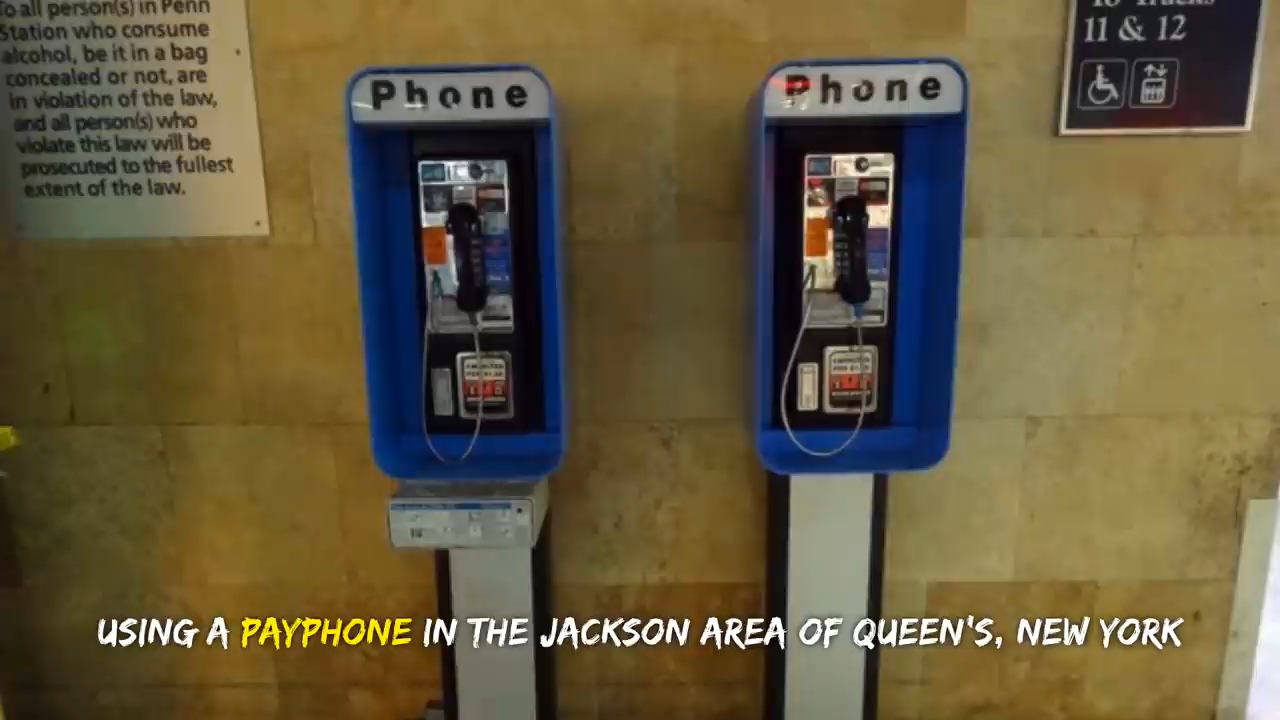 To all person(s) in Penn
Station who consume
alcohol, be it in a bag
concealed or not, are
in violation of the law,
and all person(s) who
violate this law will be
prosecuted to the fullest
extent of the law.
Phone
Phone
11 & 12
USING A PAYPHONE IN THE JACKSON AREA OF QUEEN'S, NEW YORK